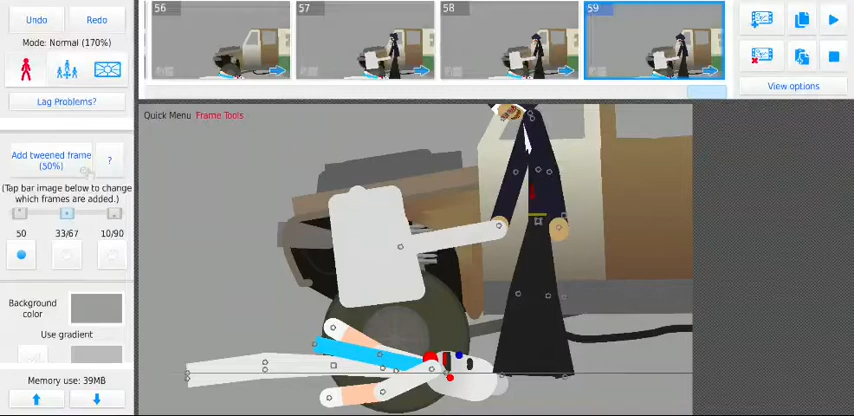 Undo
Redo
Mode: Normal (170%)
Lag Problems?
Add tweened frame
(50%)
?
(Tap bar image below to change
which frames are added.)
50
33/67
10/90
Background
color
Use gradient
Memory use: 39MB
56
57
58
59
View options
Quick Menu
Frame Tools